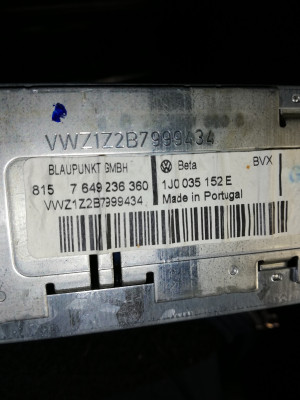 VWZ1Z2B7999434
BLAUPUNKT GMBH
Beta
BVX
815 7 649 236 360
1J0 035 152 E
VWZ1Z2B7999434
Made in Portugal